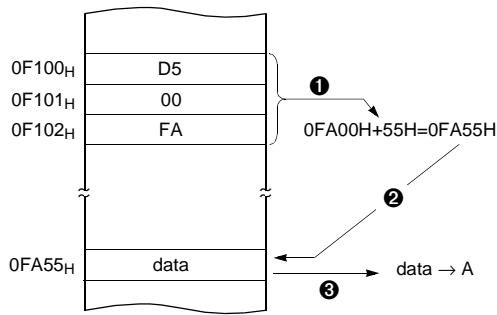 0F100H D5
❶
0F101H 00
0F102H FA 0FA00H+55H=0FA55H
❷
0FA55H data data → A
❸